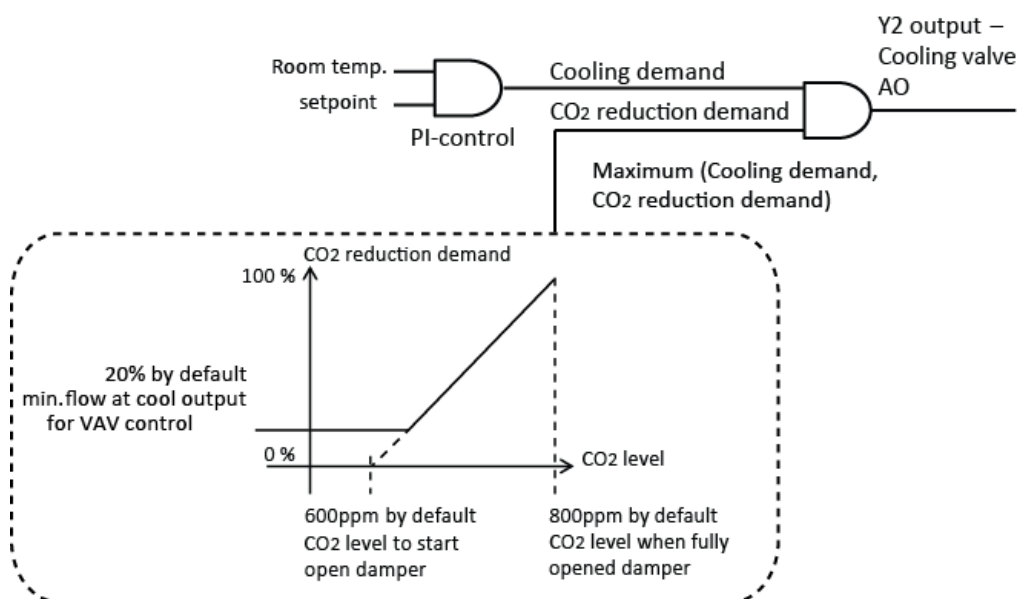 Y2 output –
Cooling valve
AO
Room temp.
setpoint
PI-control
Cooling demand
CO2 reduction demand
Maximum (Cooling demand,
CO2 reduction demand)
CO2 reduction demand
100 %
20% by default
min.flow at cool output
for VAV control
0 %
CO2 level
600ppm by default
CO2 level to start
open damper
800ppm by default
CO2 level when fully
opened damper